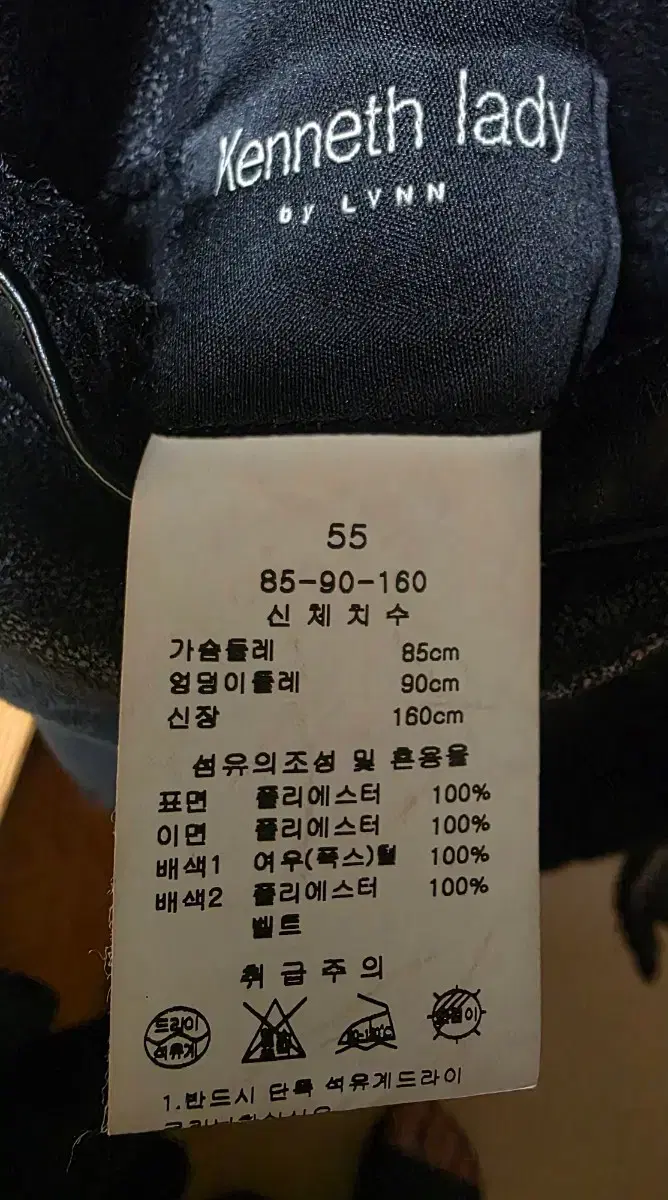 Kenneth lady
by LYNN
55
85-90-160
신체치수
가슴둘레 85cm
엉덩이둘레 90cm
신장 160cm
섬유의조성 및 혼용율
표면 폴리에스터 100%
이면 폴리에스터 100%
배색1 여우(폭스)털 100%
배색2 폴리에스터 100%
벨트
취급주의
드라이
석유계
1.반드시 단독 석유계드라이